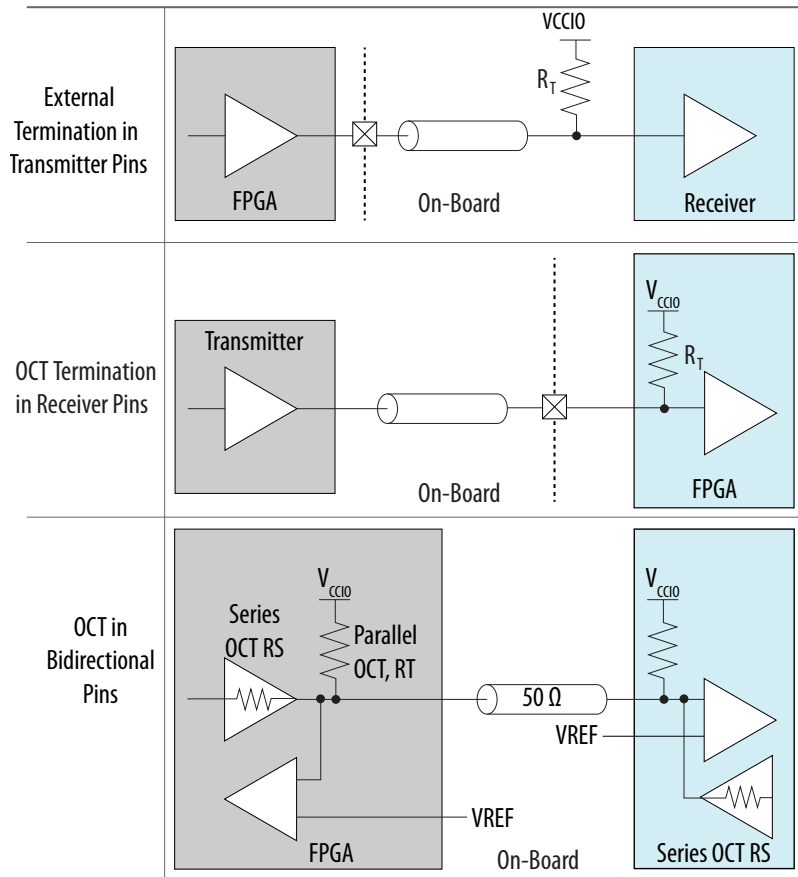 External
Termination in
Transmitter Pins
VCCIO
R_T
FPGA
On-Board
Receiver
OCT Termination
in Receiver Pins
Transmitter
V_CCIO
R_T
On-Board
FPGA
OCT in
Bidirectional
Pins
V_CCIO
Series
OCT RS
Parallel
OCT, RT
50 Ω
V_CCIO
VREF
VREF
FPGA
On-Board
Series OCT RS